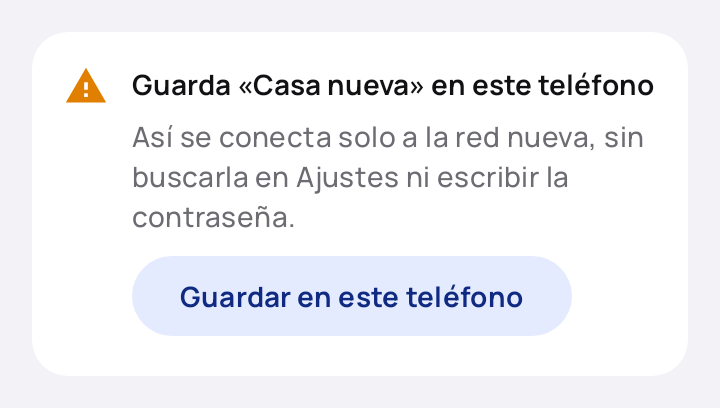 Guarda «Casa nueva» en este teléfono
Así se conecta solo a la red nueva, sin
buscarla en Ajustes ni escribir la
contraseña.
Guardar en este teléfono